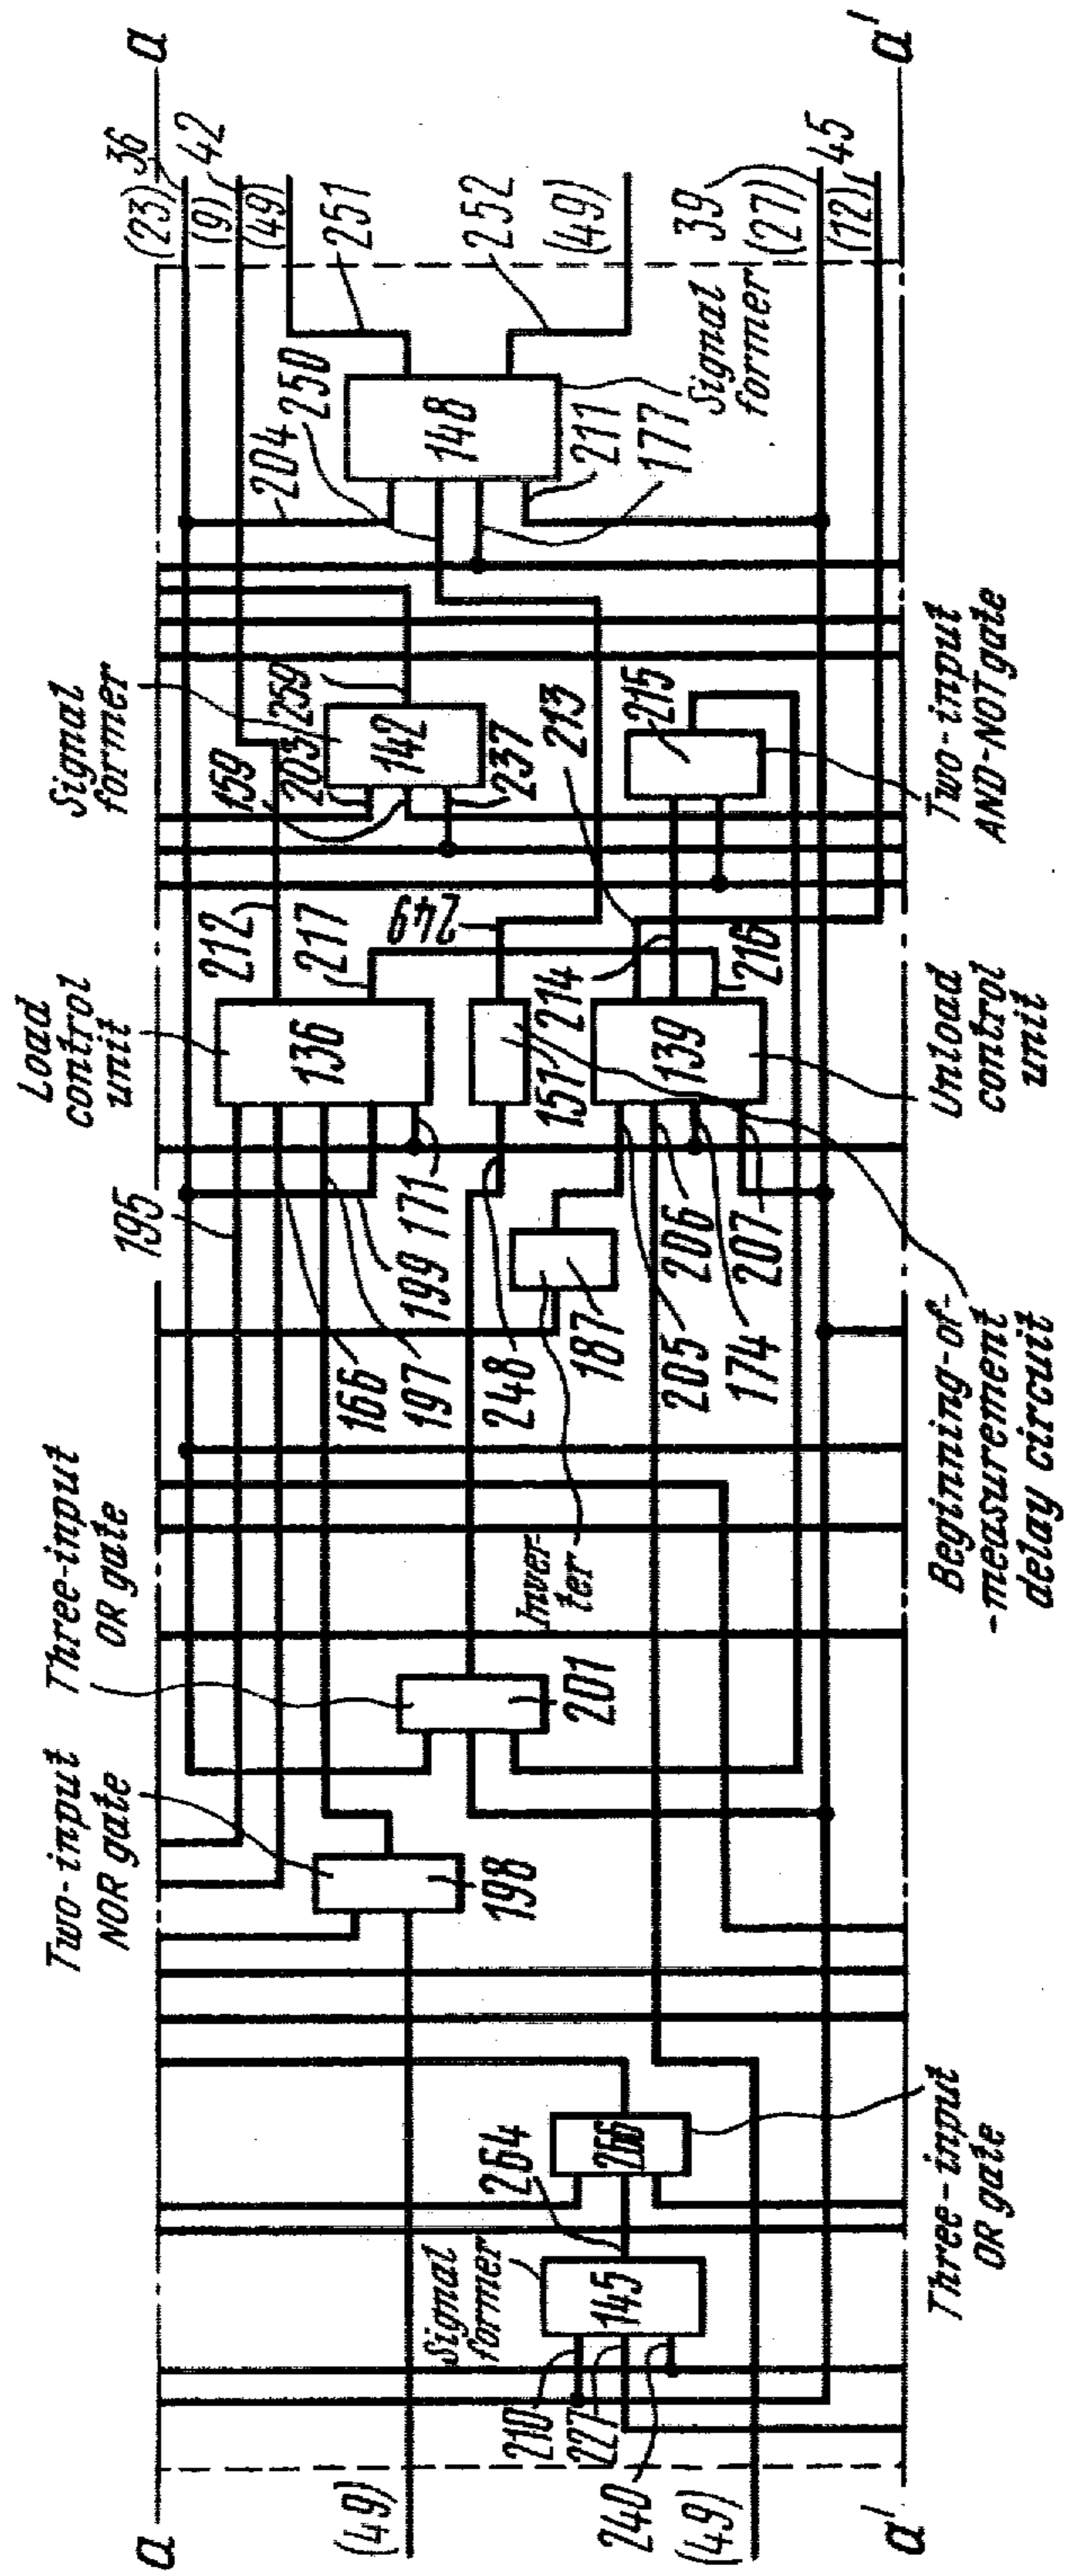 a
a
(23)
36
(9)
42
(49)
251
252
(49)
39
(27)
45
(12)
a'
a'
Signal
former
204
250
148
211
177
Signal
former
159
203
259
142
237
213
215
Two-input
AND-NOT gate
Load
control
unit
212
217
249
136
151
214
139
216
Unload
control
unit
195
166
197
199
171
248
187
205
206
174
207
Beginning-of-
-measurement
delay circuit
Three-input
OR gate
Inver-
ter
201
Two-input
NOR gate
198
264
266
Three-input
OR gate
Signal
former
145
210
227
240
(49)
(49)